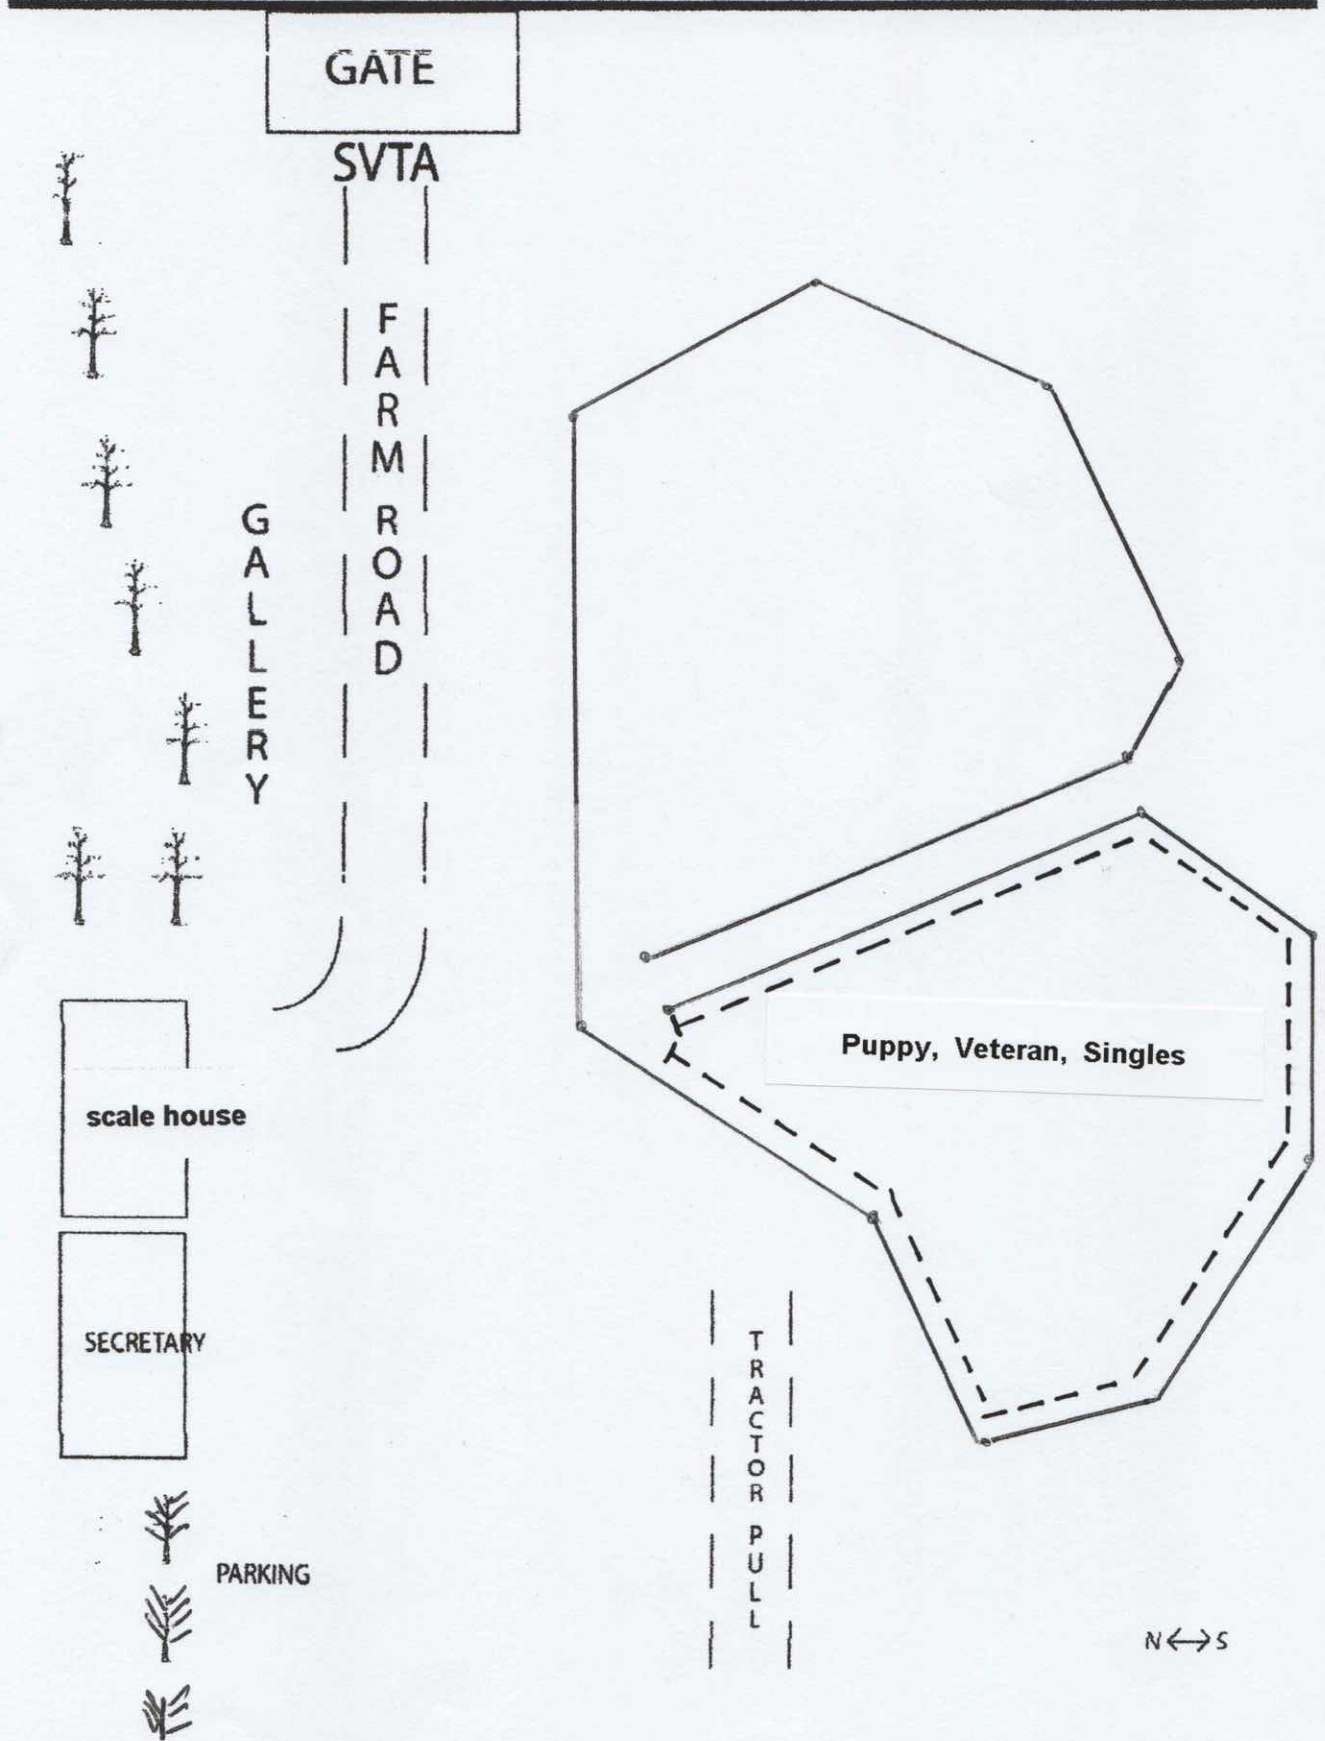 GATE
SVTA
FARM ROAD
GALLERY
Puppy, Veteran, Singles
scale house
SECRETARY
TRACTOR PULL
PARKING
N↔S